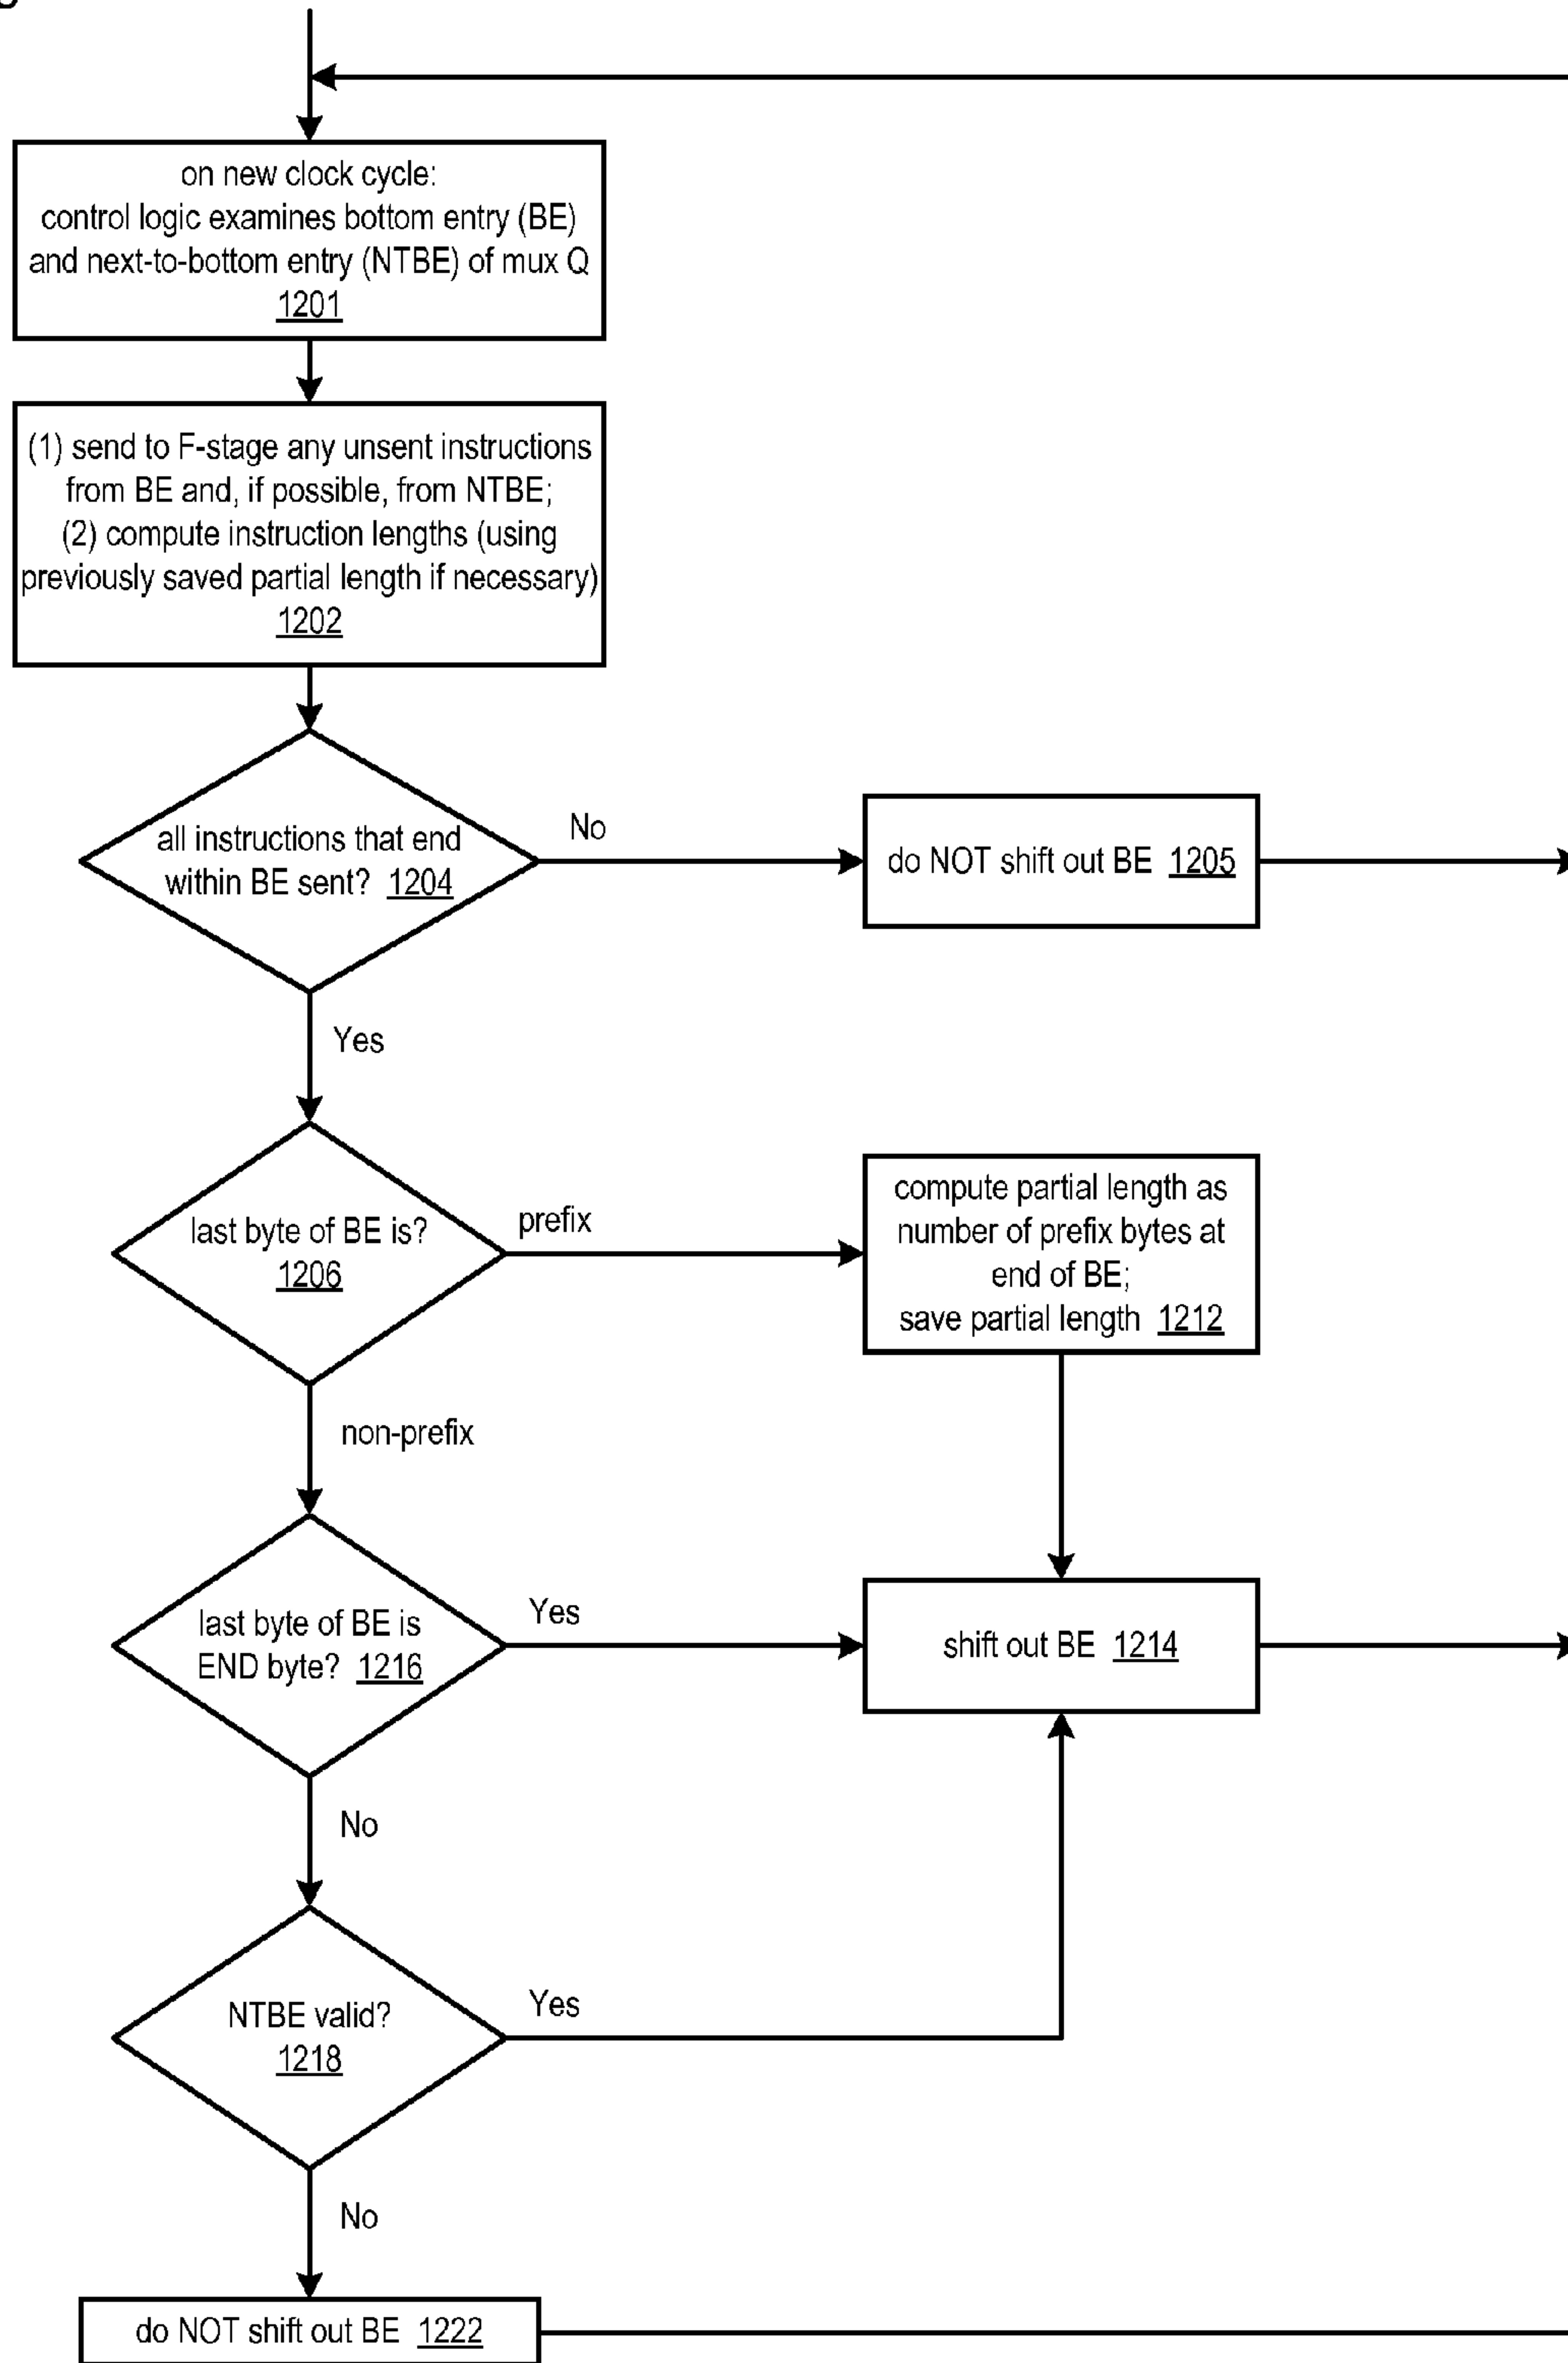 on new clock cycle:
control logic examines bottom entry (BE)
and next-to-bottom entry (NTBE) of mux Q
1201
(1) send to F-stage any unsent instructions
from BE and, if possible, from NTBE;
(2) compute instruction lengths (using
previously saved partial length if necessary)
1202
all instructions that end
within BE sent? 1204
No
do NOT shift out BE 1205
Yes
last byte of BE is?
1206
prefix
compute partial length as
number of prefix bytes at
end of BE;
save partial length 1212
non-prefix
last byte of BE is
END byte? 1216
Yes
shift out BE 1214
No
NTBE valid?
1218
Yes
No
do NOT shift out BE 1222